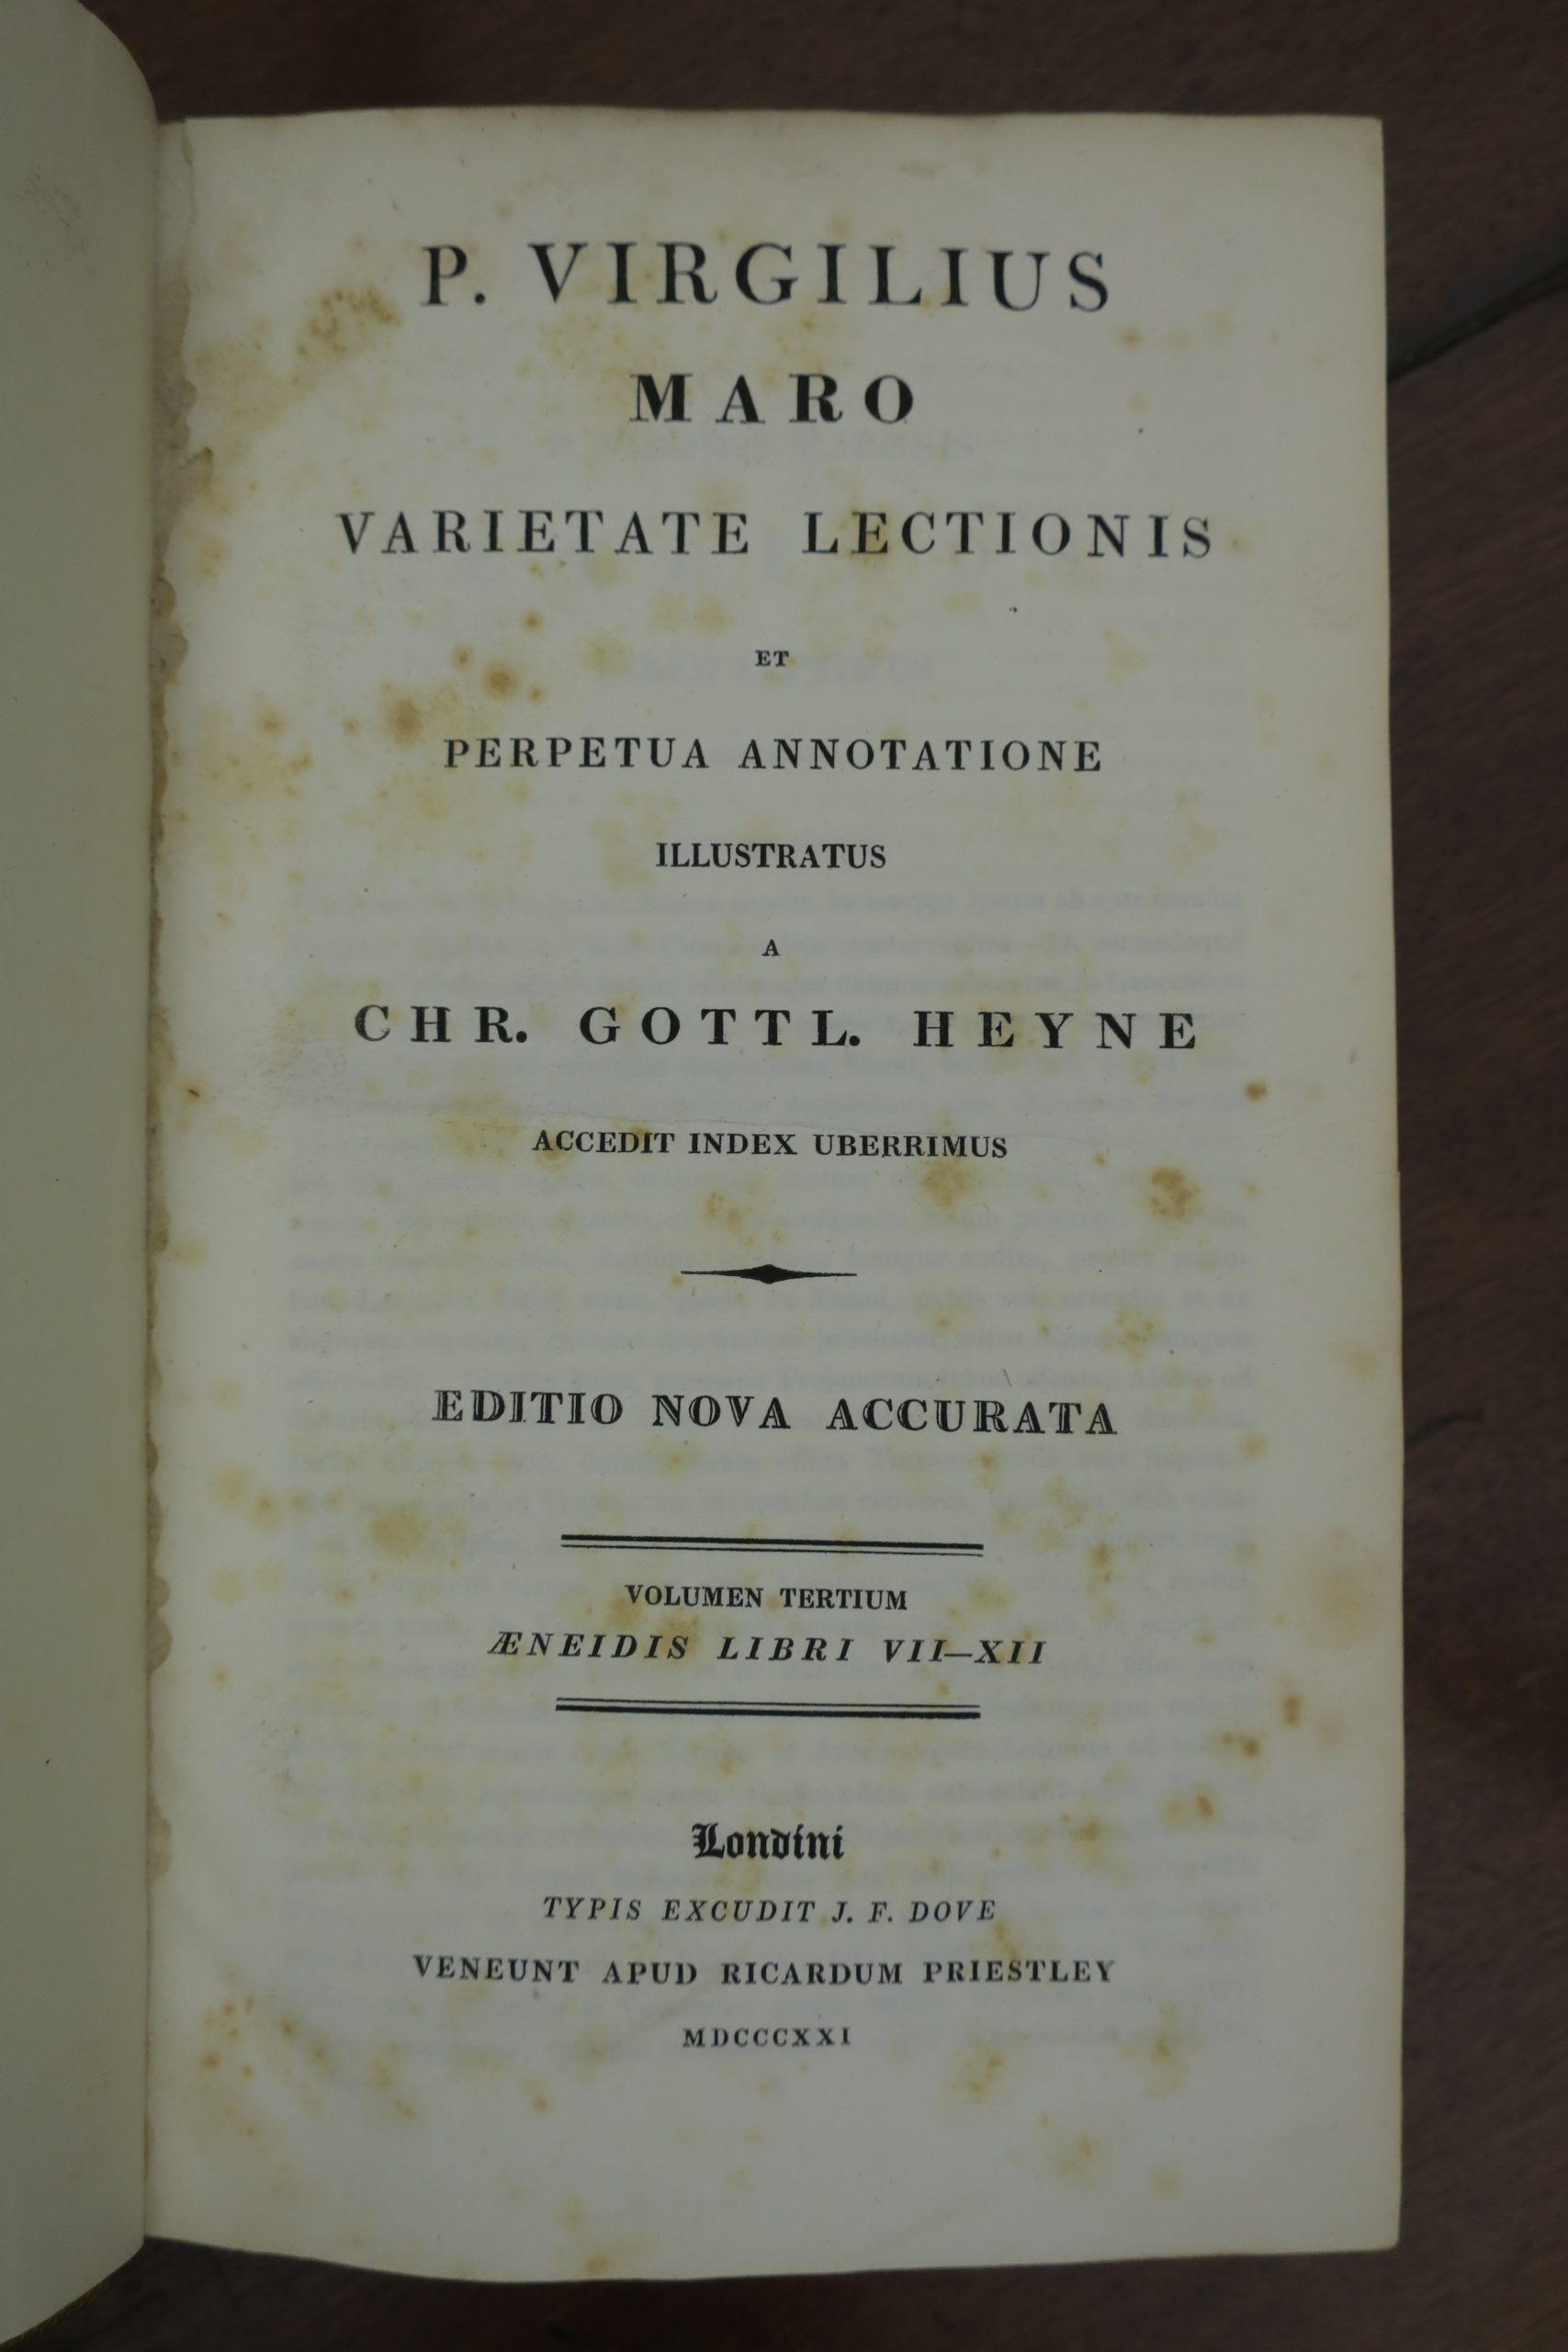 P. VIRGILIUS
MARO
VARIETATE LECTIONIS
ET
PERPETUA ANNOTATIONE
ILLUSTRATUS
A
CHR. GOTTL. HEYNE
ACCEDIT INDEX UBERRIMUS
EDITIO NOVA ACCURATA
VOLUMEN TERTIUM
ÆNEIDIS LIBRI VII—XII
Londini
TYPIS EXCUDIT J. F. DOVE
VENEUNT APUD RICARDUM PRIESTLEY
MDCCCXXI